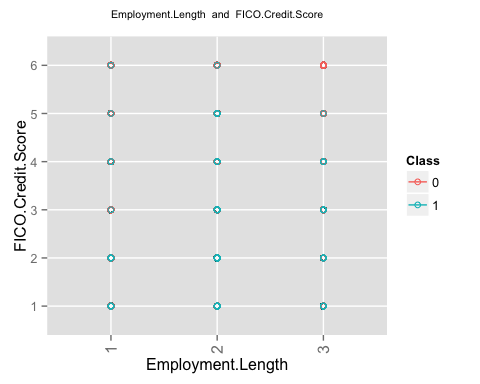 Employment.Length and FICO.Credit.Score
6
5
4
3
2
1
FICO.Credit.Score
1 2 3
Employment.Length
Class
0
1